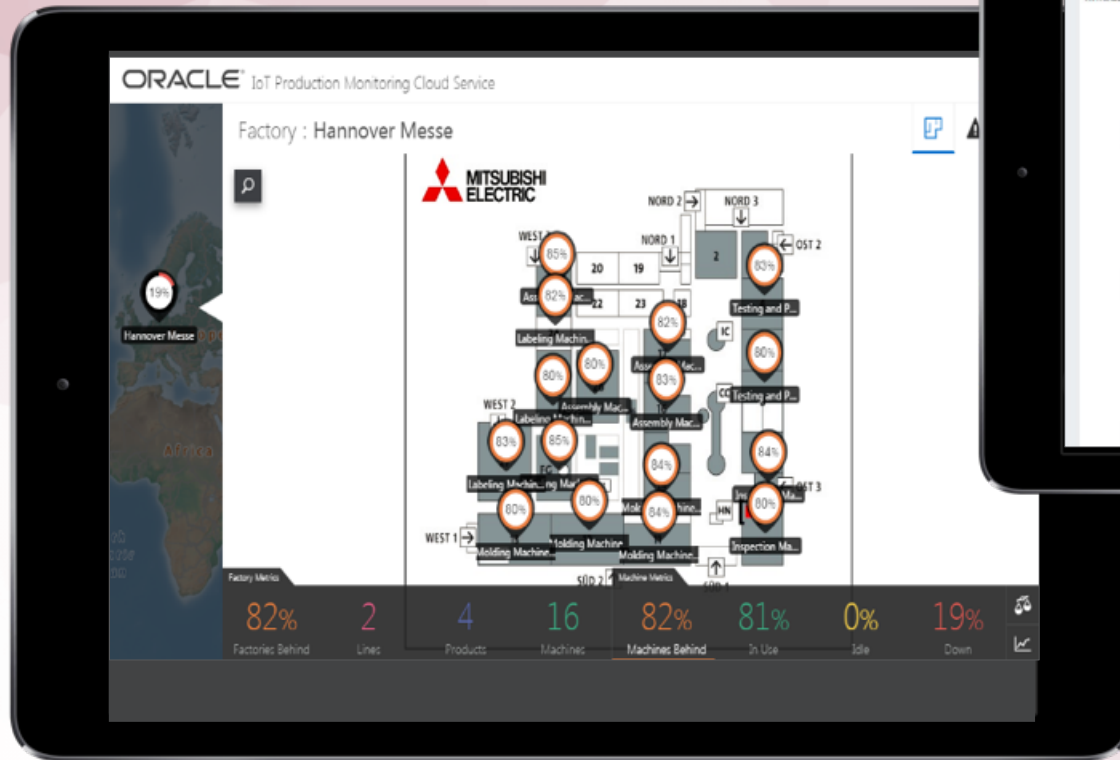 ORACLE IoT Production Monitoring Cloud Service
Factory : Hannover Messe
MITSUBISHI
ELECTRIC
NORD 2
NORD 3
NORD 1
OST 2
2
20
19
22
23
18
85%
82%
Labeling Machin...
82%
83%
Testing and P...
80%
80%
83%
Assembly Mac...
Assembly Mac...
80%
Testing and P...
IC
WEST 2
83%
85%
Labeling Machin...
84%
84%
OST 3
80%
80%
84%
80%
HN
WEST 1
Molding Machine...
Molding Machine
Molding Machine...
Inspection Ma...
SÜD 2
SÜD 1
19%
Hannover Messe
Africa
Factory Metrics
Machine Metrics
82%
2
4
16
82%
81%
0%
19%
Factories Behind
Lines
Products
Machines
Machines Behind
In Use
Idle
Down